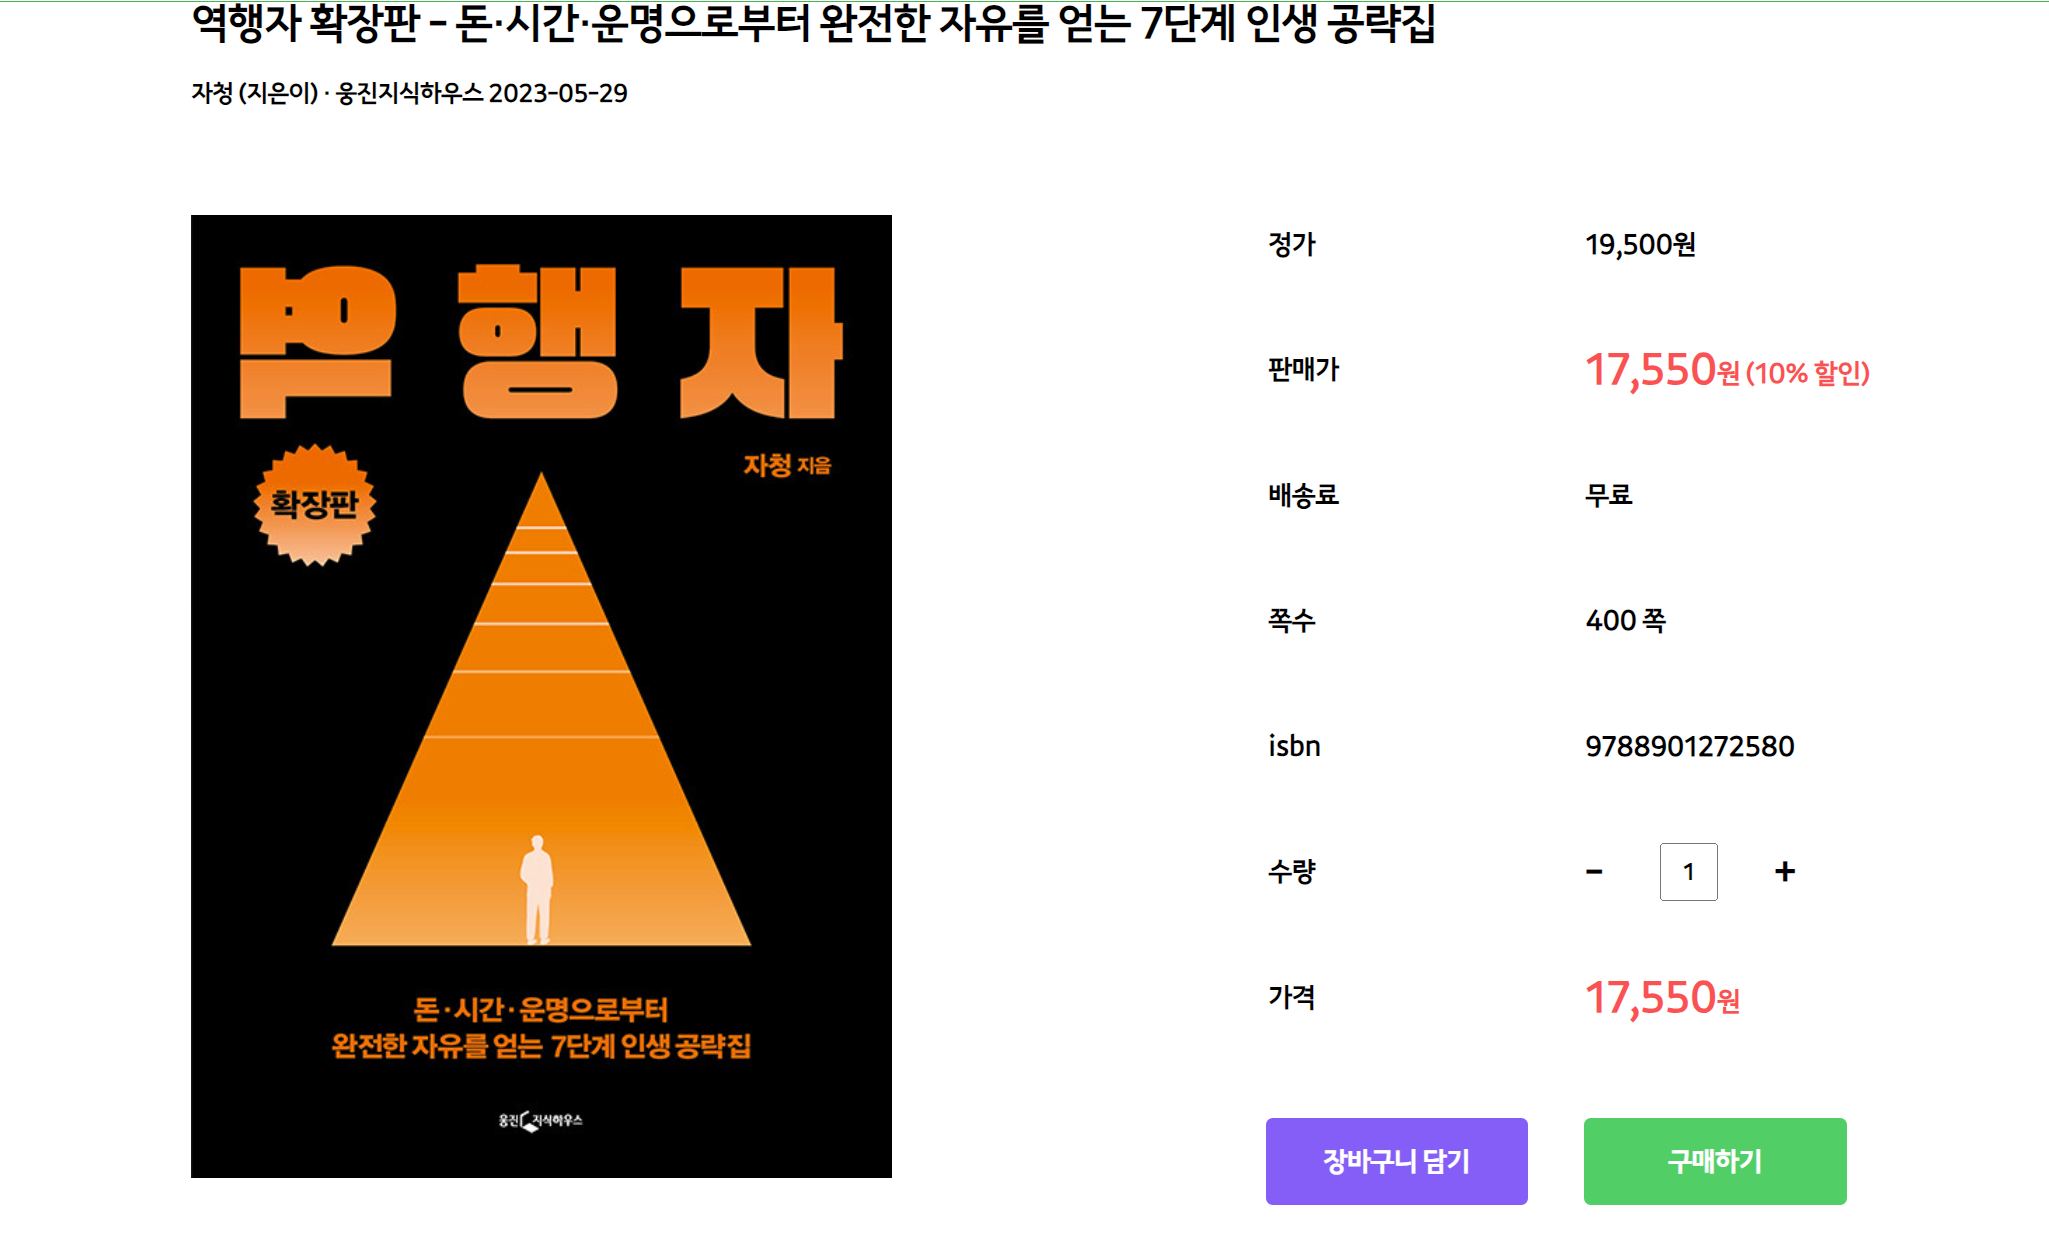 역행자 확장판 - 돈·시간·운명으로부터 완전한 자유를 얻는 7단계 인생 공략집
자청 (지은이) · 웅진지식하우스 2023-05-29
역행자
자청 지음
확장판
돈·시간·운명으로부터
완전한 자유를 얻는 7단계 인생 공략집
웅진 지식하우스
정가 19,500원
판매가 17,550원 (10% 할인)
배송료 무료
쪽수 400 쪽
isbn 9788901272580
수량 - 1 +
가격 17,550원
장바구니 담기 구매하기